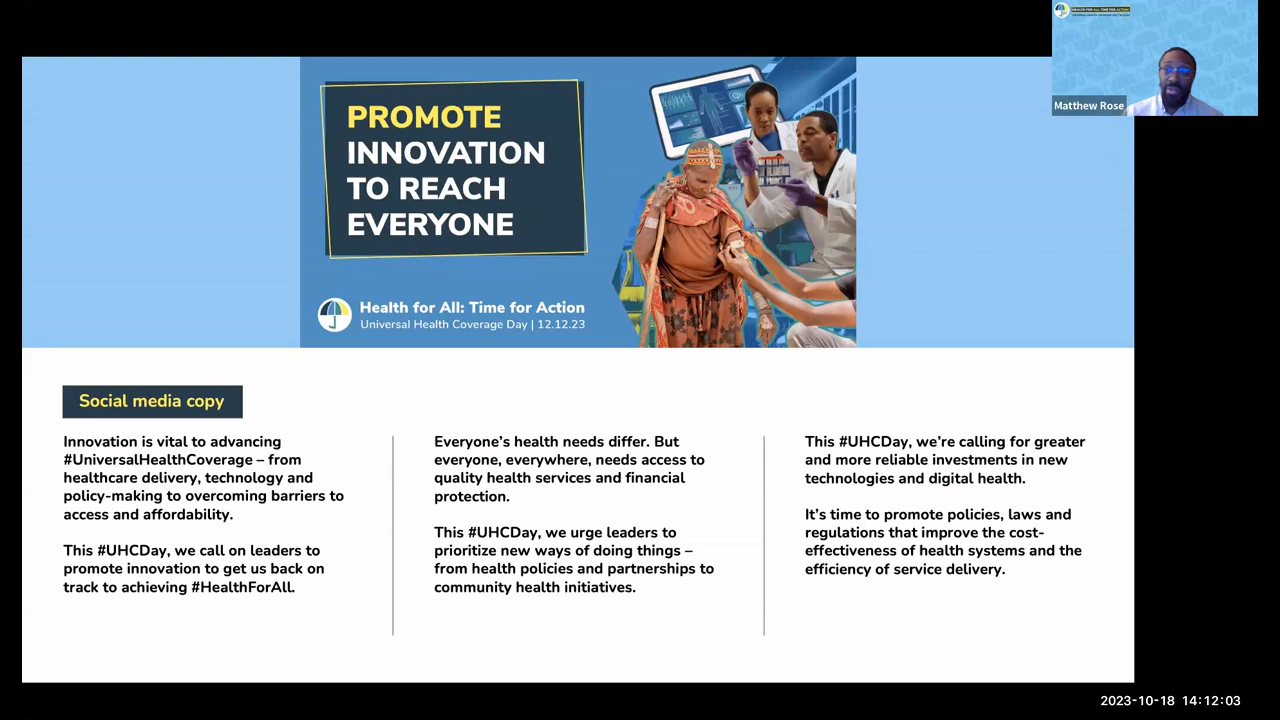 HEALTH FOR ALL: TIME FOR ACTION
Matthew Rose
PROMOTE
INNOVATION
TO REACH
EVERYONE
Health for All: Time for Action
Universal Health Coverage Day | 12.12.23
Social media copy
Innovation is vital to advancing
#UniversalHealthCoverage – from
healthcare delivery, technology and
policy-making to overcoming barriers to
access and affordability.
This #UHCDay, we call on leaders to
promote innovation to get us back on
track to achieving #HealthForAll.
Everyone’s health needs differ. But
everyone, everywhere, needs access to
quality health services and financial
protection.
This #UHCDay, we urge leaders to
prioritize new ways of doing things –
from health policies and partnerships to
community health initiatives.
This #UHCDay, we’re calling for greater
and more reliable investments in new
technologies and digital health.
It’s time to promote policies, laws and
regulations that improve the cost-
effectiveness of health systems and the
efficiency of service delivery.
2023-10-18 14:12:03